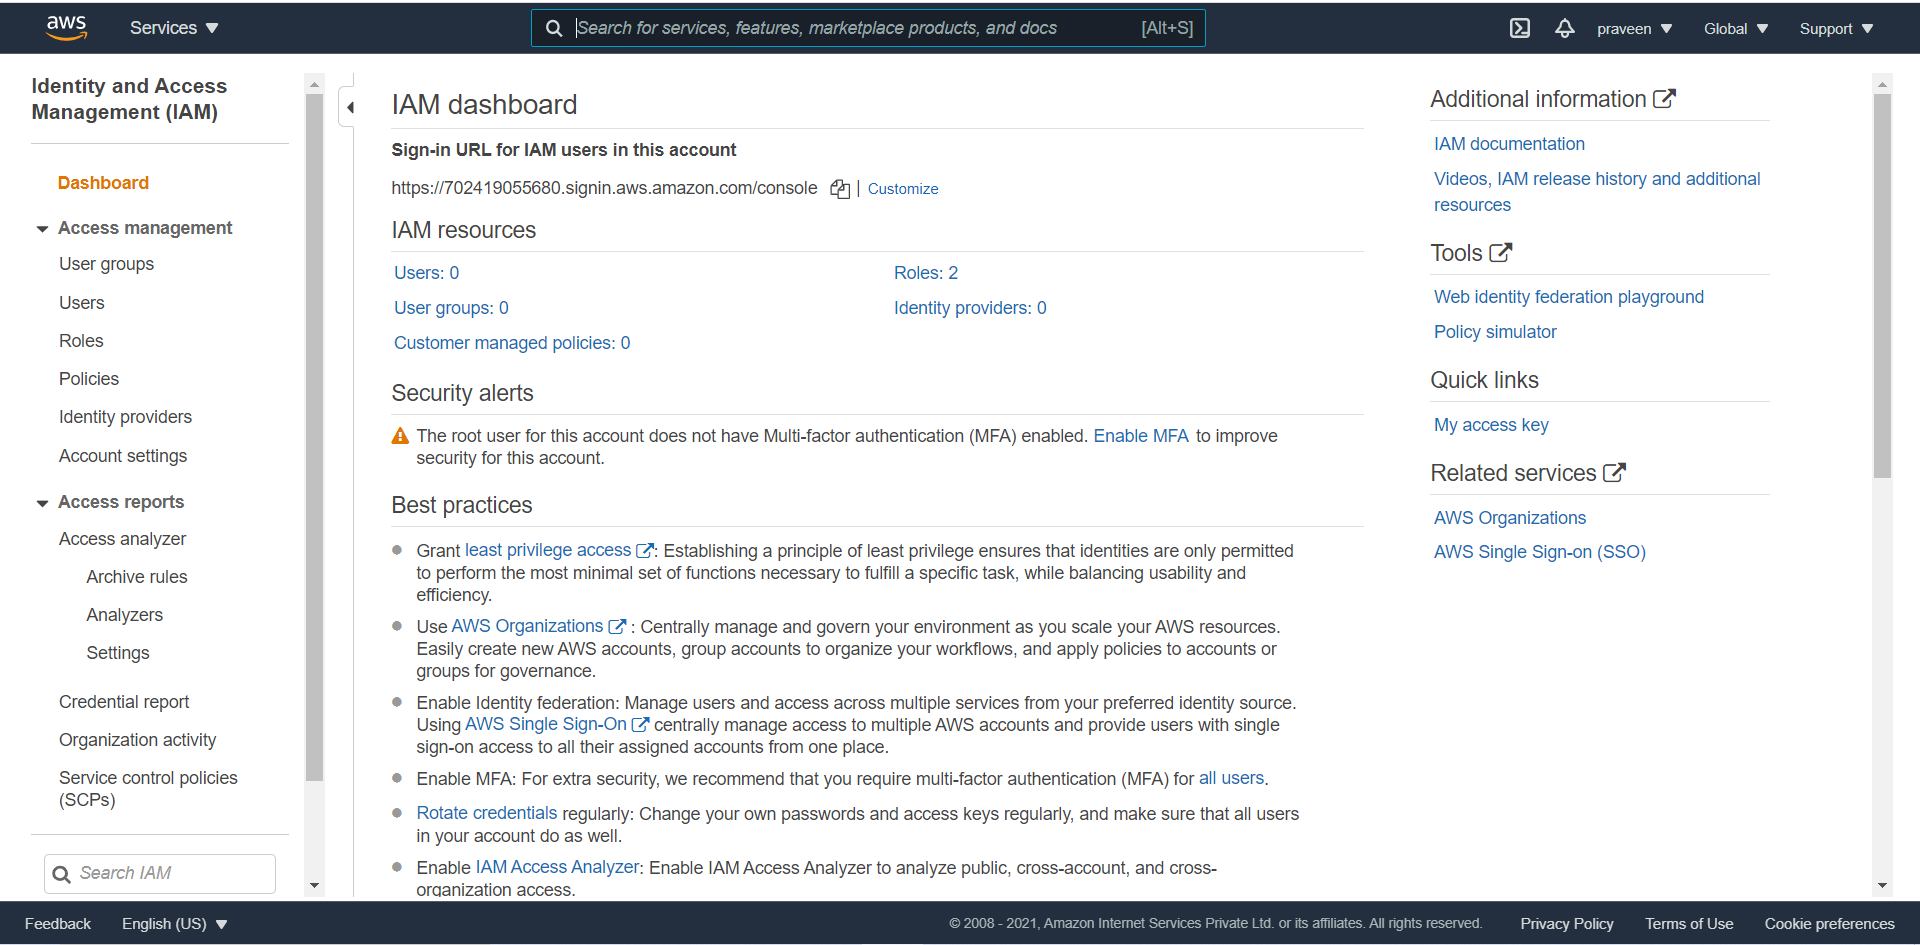 aws
Services
Search for services, features, marketplace products, and docs
[Alt+S]
praveen
Global
Support
Identity and Access
Management (IAM)
Dashboard
Access management
User groups
Users
Roles
Policies
Identity providers
Account settings
Access reports
Access analyzer
Archive rules
Analyzers
Settings
Credential report
Organization activity
Service control policies
(SCPs)
Search IAM
IAM dashboard
Sign-in URL for IAM users in this account
https://702419055680.signin.aws.amazon.com/console | Customize
IAM resources
Users: 0
Roles: 2
User groups: 0
Identity providers: 0
Customer managed policies: 0
Security alerts
The root user for this account does not have Multi-factor authentication (MFA) enabled. Enable MFA to improve
security for this account.
Best practices
Grant least privilege access : Establishing a principle of least privilege ensures that identities are only permitted
to perform the most minimal set of functions necessary to fulfill a specific task, while balancing usability and
efficiency.
Use AWS Organizations : Centrally manage and govern your environment as you scale your AWS resources.
Easily create new AWS accounts, group accounts to organize your workflows, and apply policies to accounts or
groups for governance.
Enable Identity federation: Manage users and access across multiple services from your preferred identity source.
Using AWS Single Sign-On centrally manage access to multiple AWS accounts and provide users with single
sign-on access to all their assigned accounts from one place.
Enable MFA: For extra security, we recommend that you require multi-factor authentication (MFA) for all users.
Rotate credentials regularly: Change your own passwords and access keys regularly, and make sure that all users
in your account do as well.
Enable IAM Access Analyzer: Enable IAM Access Analyzer to analyze public, cross-account, and cross-
organization access.
Additional information
IAM documentation
Videos, IAM release history and additional
resources
Tools
Web identity federation playground
Policy simulator
Quick links
My access key
Related services
AWS Organizations
AWS Single Sign-on (SSO)
Feedback
English (US)
© 2008 - 2021, Amazon Internet Services Private Ltd. or its affiliates. All rights reserved.
Privacy Policy
Terms of Use
Cookie preferences